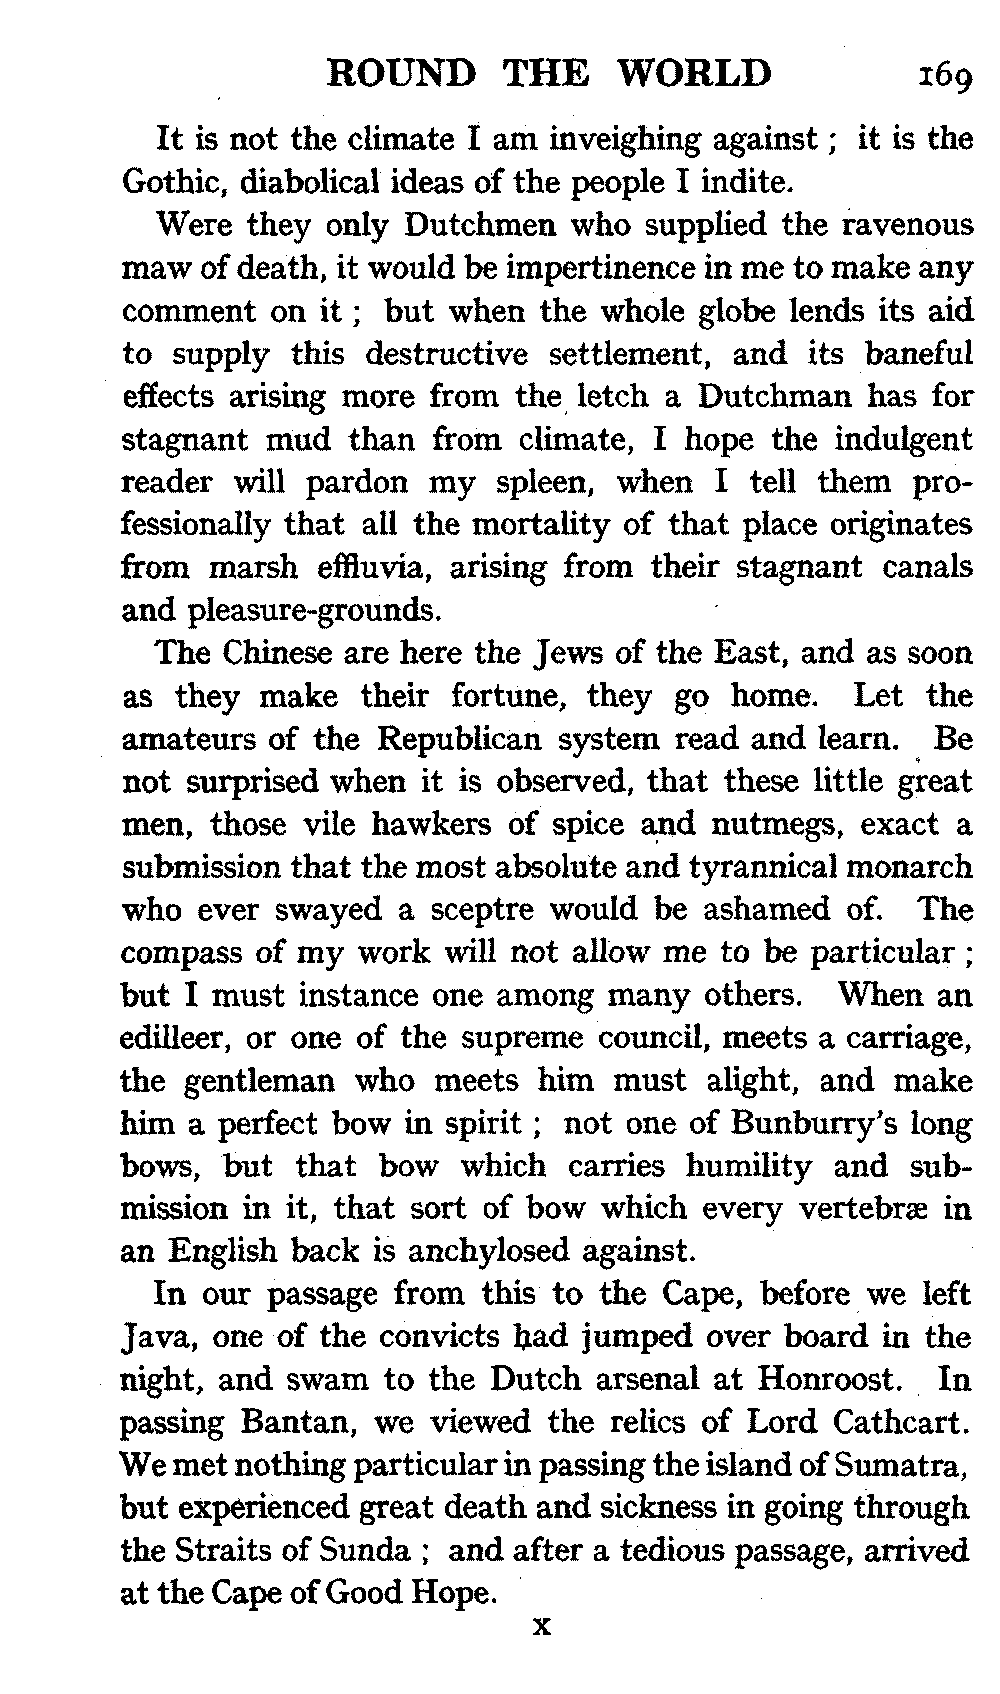 ROUND THE WORLD 169
It is not the climate I am inveighing against ; it is the
Gothic, diabolical ideas of the people I indite.
Were they only Dutchmen who supplied the ravenous
maw of death, it would be impertinence in me to make any
comment on it ; but when the whole globe lends its aid
to supply this destructive settlement, and its baneful
effects arising more from the letch a Dutchman has for
stagnant mud than from climate, I hope the indulgent
reader will pardon my spleen, when I tell them pro-
fessionally that all the mortality of that place originates
from marsh effluvia, arising from their stagnant canals
and pleasure-grounds.
The Chinese are here the Jews of the East, and as soon
as they make their fortune, they go home. Let the
amateurs of the Republican system read and learn. Be
not surprised when it is observed, that these little great
men, those vile hawkers of spice and nutmegs, exact a
submission that the most absolute and tyrannical monarch
who ever swayed a sceptre would be ashamed of. The
compass of my work will not allow me to be particular ;
but I must instance one among many others. When an
edilleer, or one of the supreme council, meets a carriage,
the gentleman who meets him must alight, and make
him a perfect bow in spirit ; not one of Bunburry's long
bows, but that bow which carries humility and sub-
mission in it, that sort of bow which every vertebræ in
an English back is anchylosed against.
In our passage from this to the Cape, before we left
Java, one of the convicts had jumped over board in the
night, and swam to the Dutch arsenal at Honroost. In
passing Bantan, we viewed the relics of Lord Cathcart.
We met nothing particular in passing the island of Sumatra,
but experienced great death and sickness in going through
the Straits of Sunda ; and after a tedious passage, arrived
at the Cape of Good Hope.
X